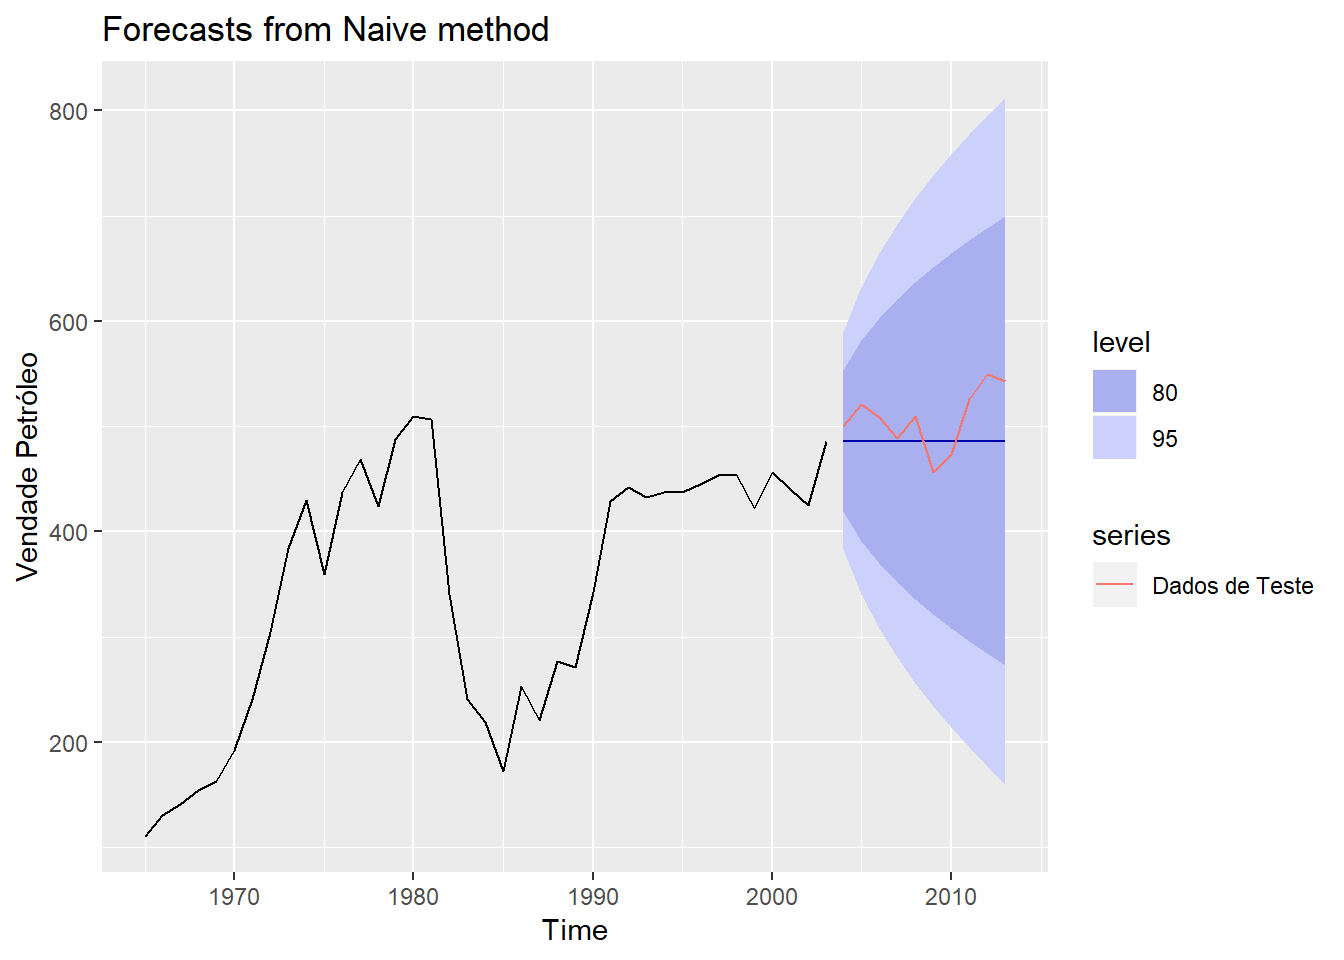 Forecasts from Naive method
800
600
400
200
Vendade Petróleo
1970
1980
1990
2000
2010
Time
level
80
95
series
Dados de Teste